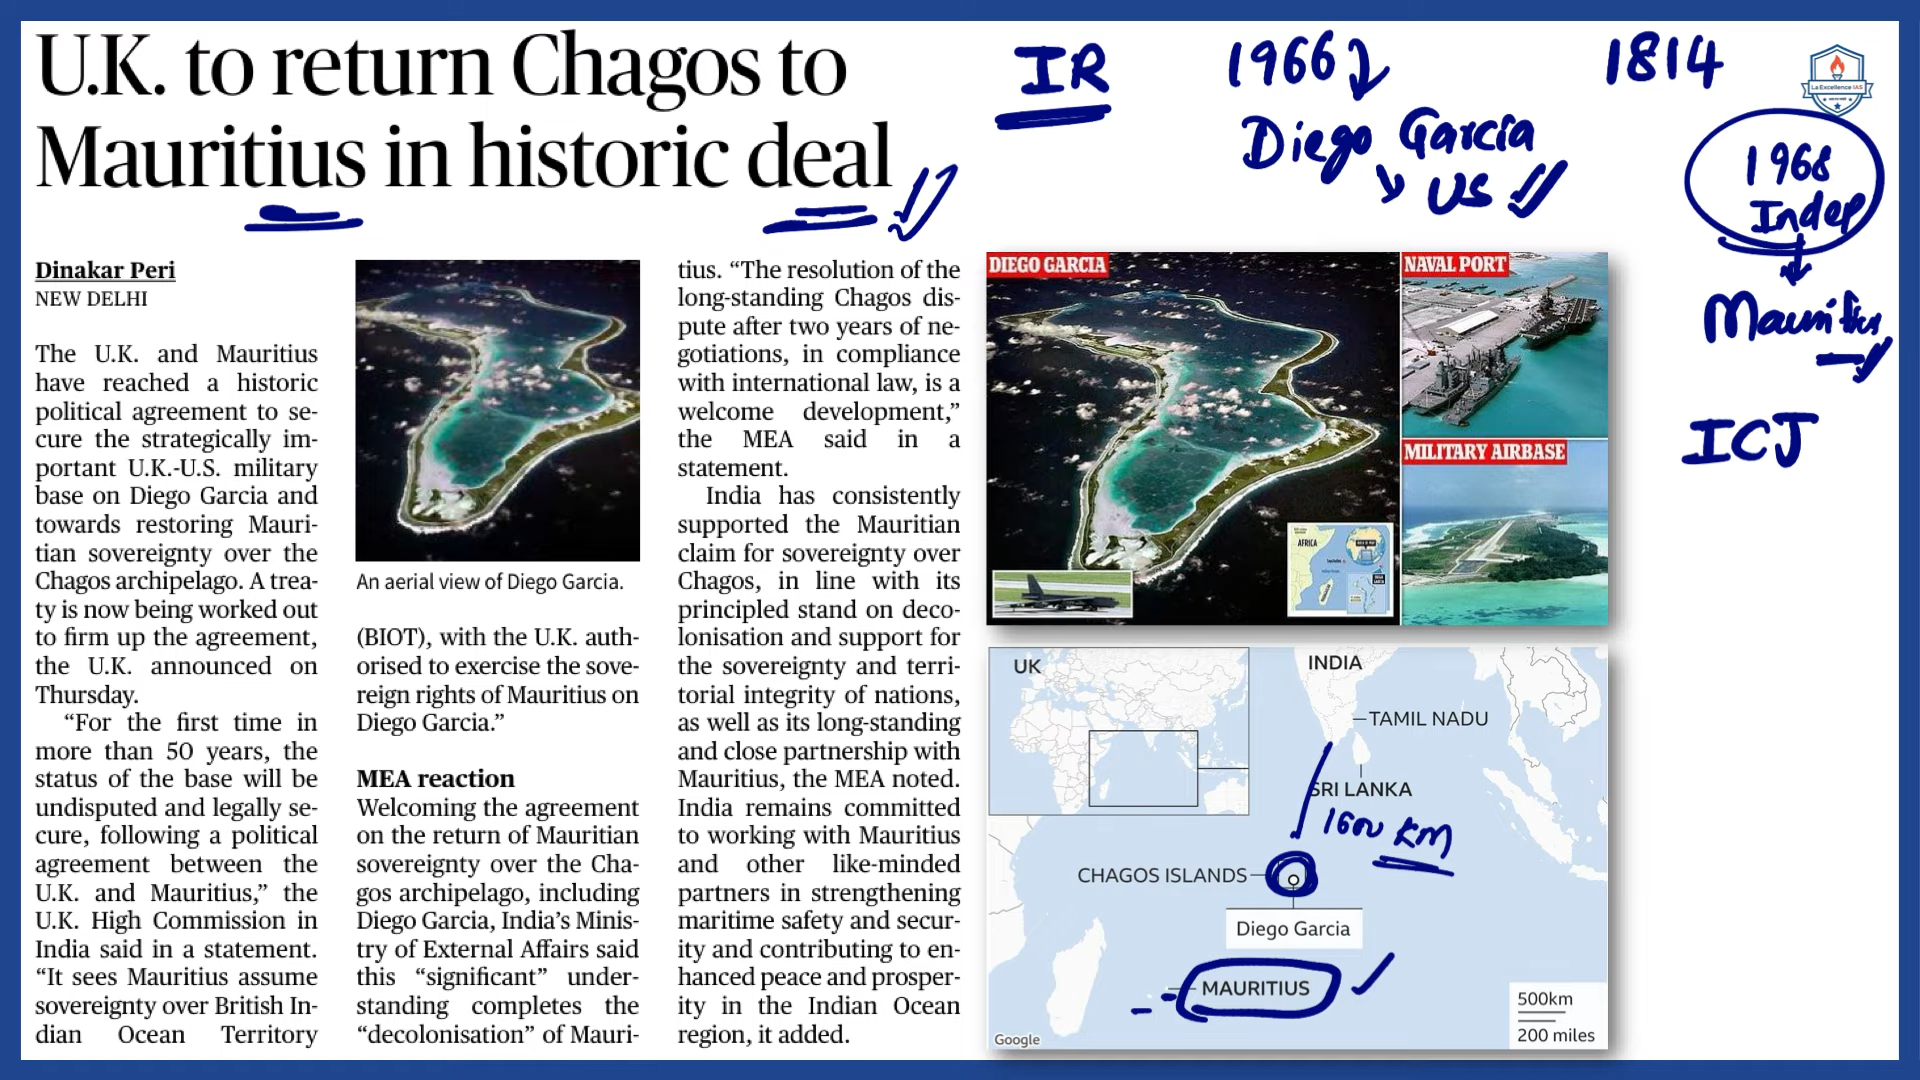 U.K. to return Chagos to
Mauritius in historic deal
IR
1966
Diego Garcia
US
1814
La Excellence IAS
1968
Indep
Mauritius
ICJ
Dinakar Peri
NEW DELHI
The U.K. and Mauritius
have reached a historic
political agreement to se-
cure the strategically im-
portant U.K.-U.S. military
base on Diego Garcia and
towards restoring Mauri-
tian sovereignty over the
Chagos archipelago. A trea-
ty is now being worked out
to firm up the agreement,
the U.K. announced on
Thursday.
“For the first time in
more than 50 years, the
status of the base will be
undisputed and legally se-
cure, following a political
agreement between the
U.K. and Mauritius,” the
U.K. High Commission in
India said in a statement.
“It sees Mauritius assume
sovereignty over British In-
dian Ocean Territory
An aerial view of Diego Garcia.
(BIOT), with the U.K. auth-
orised to exercise the sove-
reign rights of Mauritius on
Diego Garcia.”
MEA reaction
Welcoming the agreement
on the return of Mauritian
sovereignty over the Cha-
gos archipelago, including
Diego Garcia, India’s Minis-
try of External Affairs said
this “significant” under-
standing completes the
“decolonisation” of Mauri-
tius. “The resolution of the
long-standing Chagos dis-
pute after two years of ne-
gotiations, in compliance
with international law, is a
welcome development,”
the MEA said in a
statement.
India has consistently
supported the Mauritian
claim for sovereignty over
Chagos, in line with its
principled stand on deco-
lonisation and support for
the sovereignty and terri-
torial integrity of nations,
as well as its long-standing
and close partnership with
Mauritius, the MEA noted.
India remains committed
to working with Mauritius
and other like-minded
partners in strengthening
maritime safety and secur-
ity and contributing to en-
hanced peace and prosper-
ity in the Indian Ocean
region, it added.
DIEGO GARCIA
NAVAL PORT
MILITARY AIRBASE
AFRICA
UK
INDIA
TAMIL NADU
SRI LANKA
1600 KM
CHAGOS ISLANDS
Diego Garcia
MAURITIUS
500km
200 miles
Google